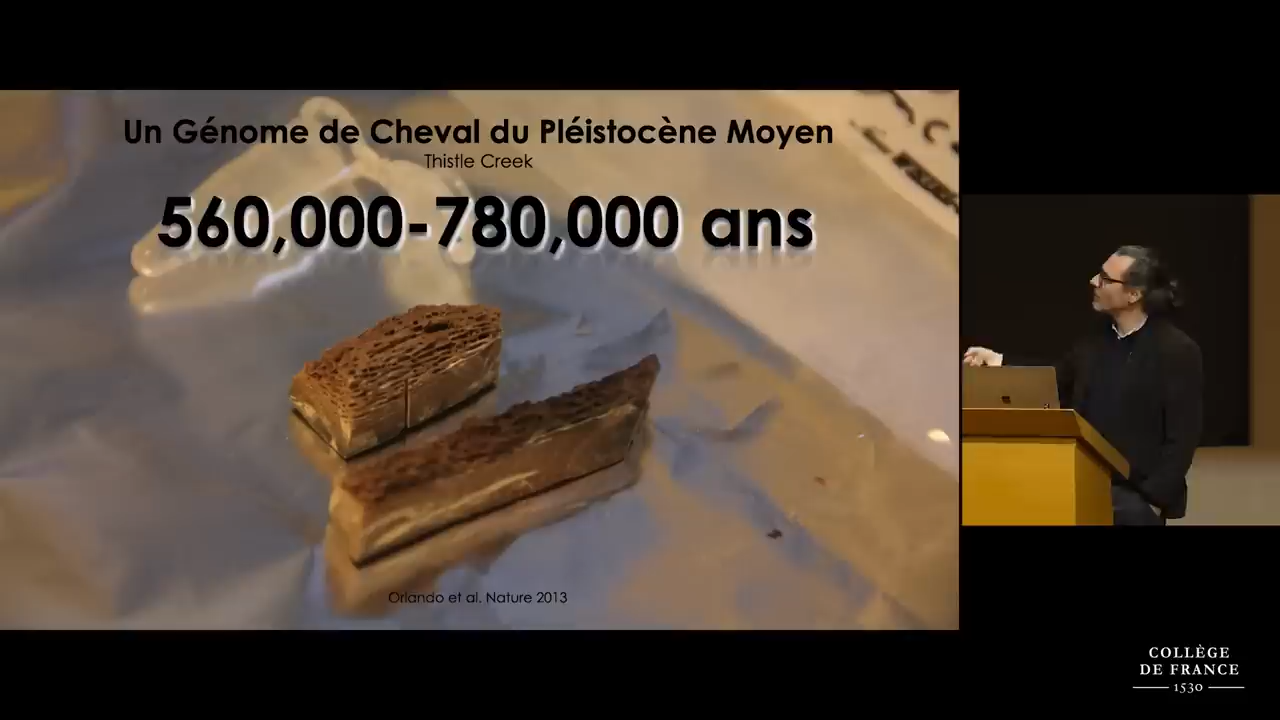 Un Génome de Cheval du Pléistocène Moyen
Thistle Creek
560,000-780,000 ans
Orlando et al. Nature 2013
COLLÈGE
DE FRANCE
1530